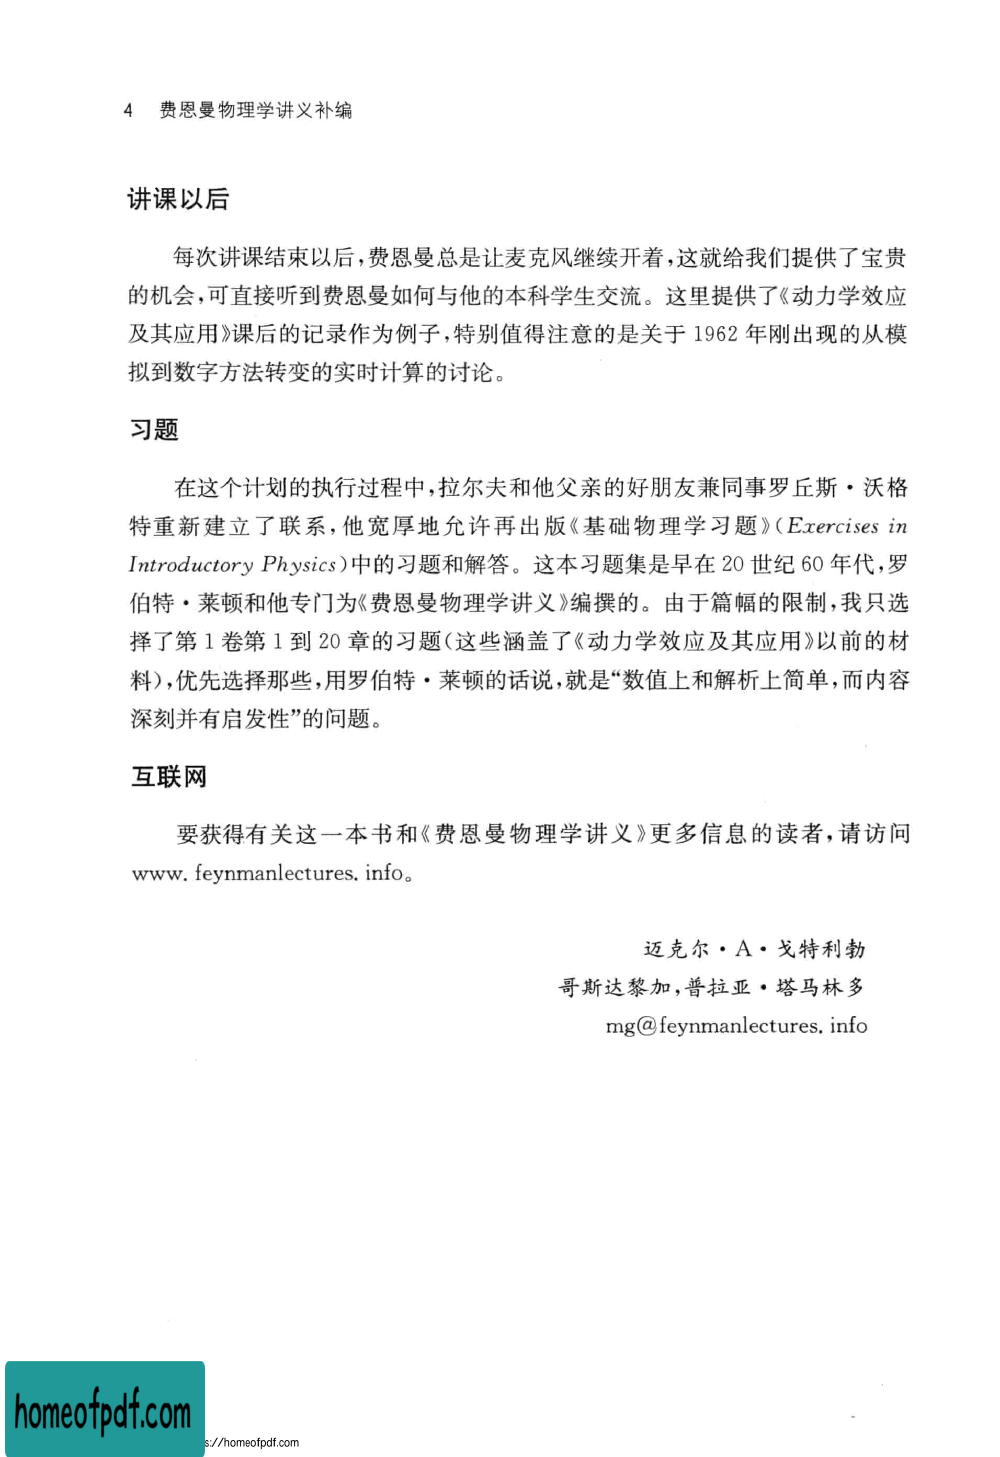 4 费恩曼物理学讲义补编
讲课以后
每次讲课结束以后,费恩曼总是让麦克风继续开着,这就给我们提供了宝贵
的机会,可直接听到费恩曼如何与他的本科学生交流。这里提供了《动力学效应
及其应用》课后的记录作为例子,特别值得注意的是关于 1962 年刚出现的从模
拟到数字方法转变的实时计算的讨论。
习题
在这个计划的执行过程中,拉尔夫和他父亲的好朋友兼同事罗丘斯·沃格
特重新建立了联系,他宽厚地允许再出版《基础物理学习题》(Exercises in
Introductory Physics)中的习题和解答。这本习题集是早在 20 世纪 60 年代,罗
伯特·莱顿和他专门为《费恩曼物理学讲义》编撰的。由于篇幅的限制,我只选
择了第 1 卷第 1 到 20 章的习题(这些涵盖了《动力学效应及其应用》以前的材
料),优先选择那些,用罗伯特·莱顿的话说,就是“数值上和解析上简单,而内容
深刻并有启发性”的问题。
互联网
要获得有关这一本书和《费恩曼物理学讲义》更多信息的读者,请访问
www. feynmanlectures. info。
迈克尔·A·戈特利勃
哥斯达黎加,普拉亚·塔马林多
mg@feynmanlectures. info
homeofpdf.com
s://homeofpdf.com